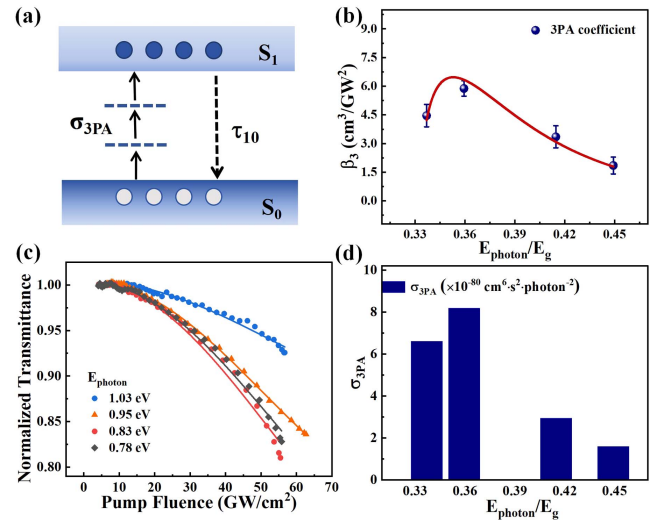 (a)
S₁
σ₃PA
τ₁₀
S₀
(b)
3PA coefficient
β₃ (cm³/GW²)
9.0
6.0
4.5
3.0
1.5
0.0
0.33
0.36
0.39
0.42
0.45
Ephoton/Eg
(c)
Normalized Transmittance
1.00
0.95
0.90
0.85
0.80
Ephoton
1.03 eV
0.95 eV
0.83 eV
0.78 eV
0
10
20
30
40
50
60
70
Pump Fluence (GW/cm²)
(d)
σ₃PA (×10⁻⁸⁰ cm⁶·s²·photon⁻²)
σ₃PA
10
8
6
4
2
0
0.33
0.36
0.39
0.42
0.45
Ephoton/Eg